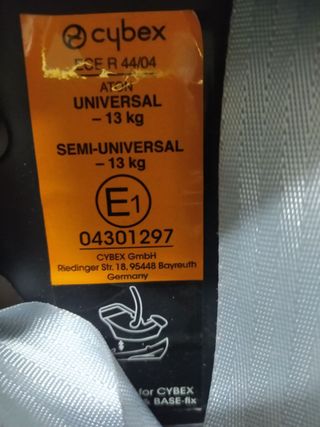 cybex
ECE R 44/04
ATON
UNIVERSAL
– 13 kg
SEMI-UNIVERSAL
– 13 kg
E1
04301297
CYBEX GmbH
Riedinger Str. 18, 95448 Bayreuth
Germany
for CYBEX
& BASE-fix